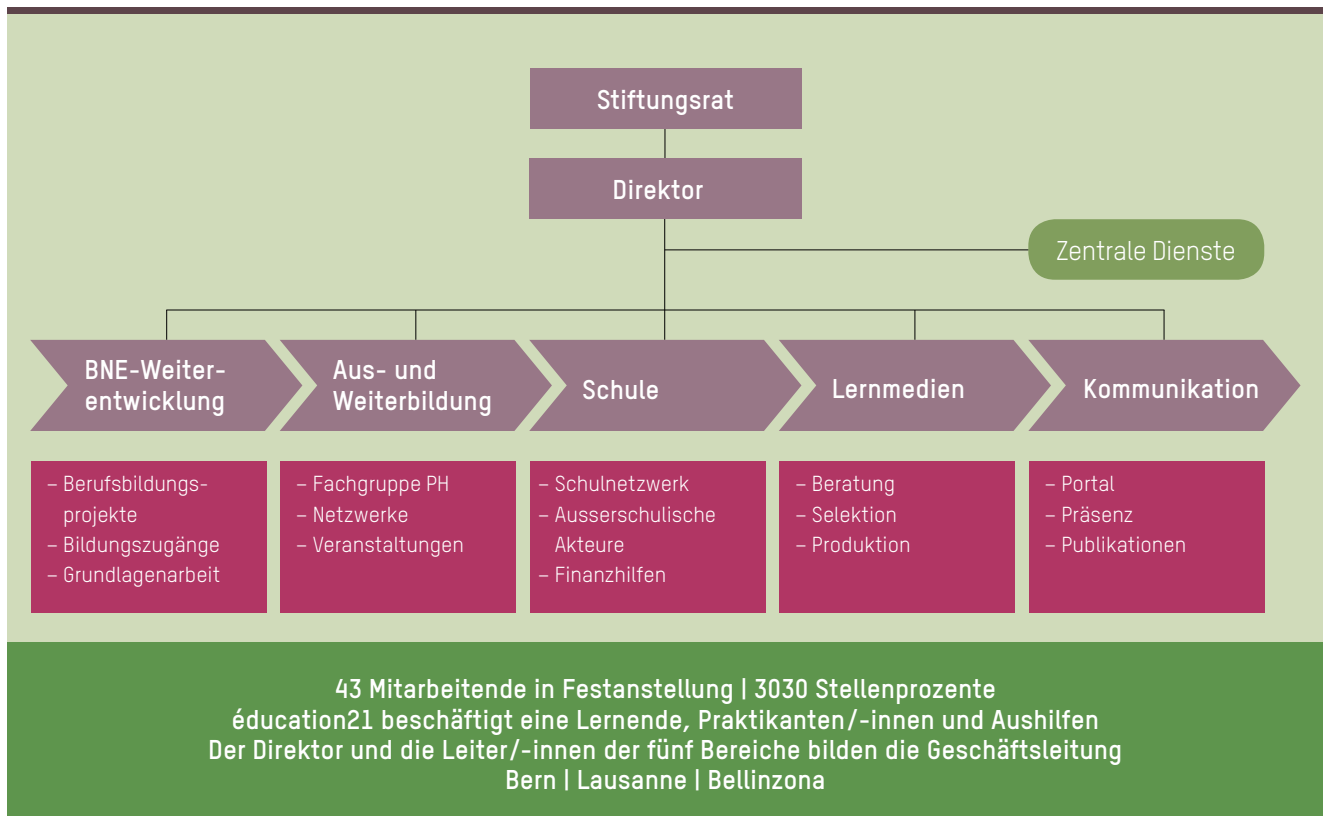 Stiftungsrat
Direktor
Zentrale Dienste
BNE-Weiter-
entwicklung
Aus- und
Weiterbildung
Schule
Lernmedien
Kommunikation
– Berufsbildungs-
projekte
– Bildungszugänge
– Grundlagenarbeit
– Fachgruppe PH
– Netzwerke
– Veranstaltungen
– Schulnetzwerk
– Ausserschulische
Akteure
– Finanzhilfen
– Beratung
– Selektion
– Produktion
– Portal
– Präsenz
– Publikationen
43 Mitarbeitende in Festanstellung | 3030 Stellenprozente
éducation21 beschäftigt eine Lernende, Praktikanten/-innen und Aushilfen
Der Direktor und die Leiter/-innen der fünf Bereiche bilden die Geschäftsleitung
Bern | Lausanne | Bellinzona